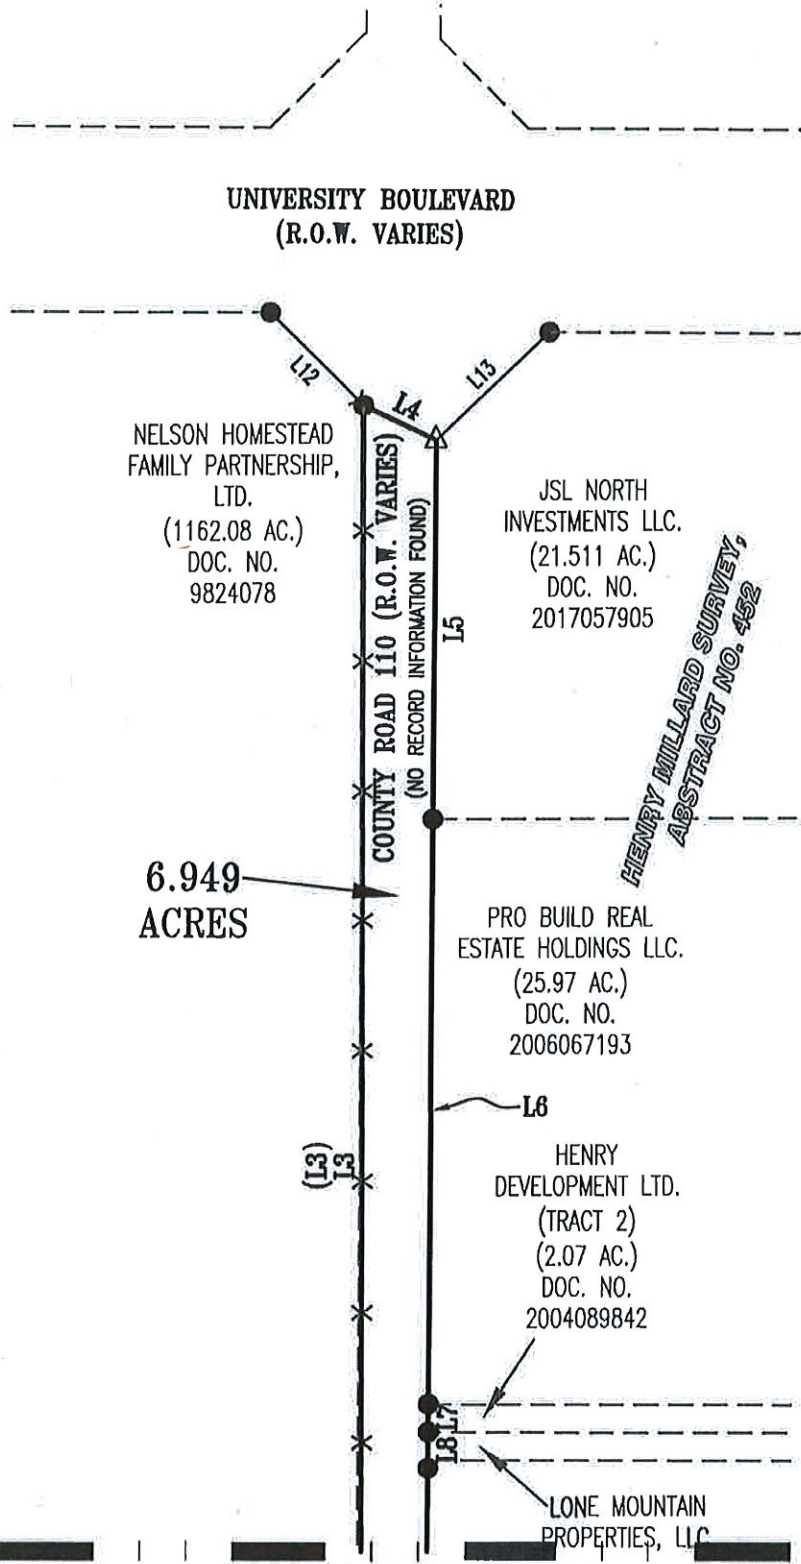 UNIVERSITY BOULEVARD
(R.O.W. VARIES)
L12
L13
L4
NELSON HOMESTEAD
FAMILY PARTNERSHIP,
LTD.
(1162.08 AC.)
DOC. NO.
9824078
COUNTY ROAD 110 (R.O.W. VARIES)
(NO RECORD INFORMATION FOUND)
L5
JSL NORTH
INVESTMENTS LLC.
(21.511 AC.)
DOC. NO.
2017057905
HENRY MILLARD SURVEY,
ABSTRACT NO. 452
6.949
ACRES
PRO BUILD REAL
ESTATE HOLDINGS LLC.
(25.97 AC.)
DOC. NO.
2006067193
L6
(L3)
L3
HENRY
DEVELOPMENT LTD.
(TRACT 2)
(2.07 AC.)
DOC. NO.
2004089842
L7
L8
LONE MOUNTAIN
PROPERTIES, LLC